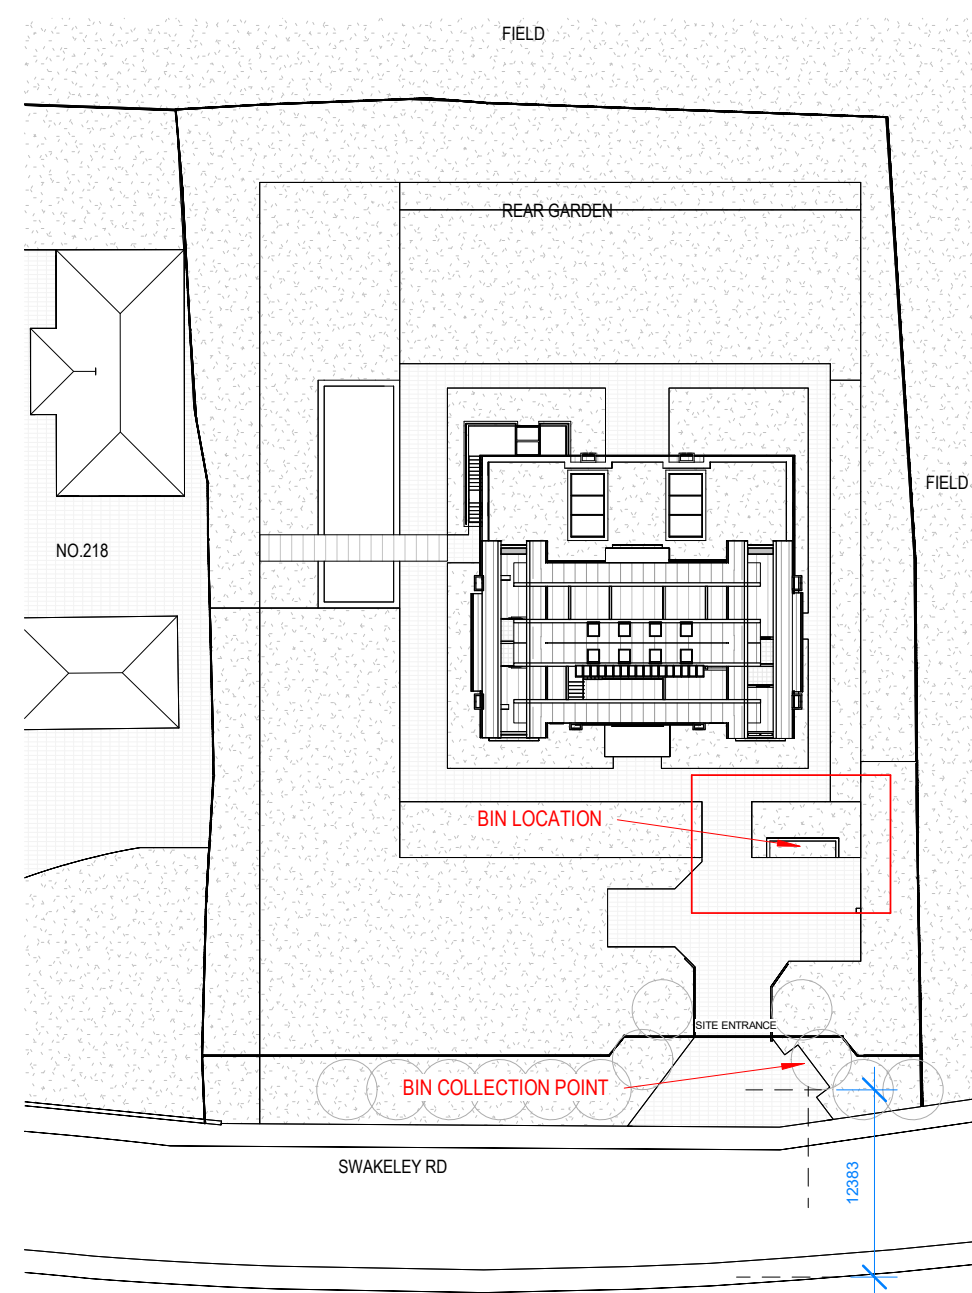 FIELD
REAR GARDEN
FIELD
NO.218
BIN LOCATION
SITE ENTRANCE
BIN COLLECTION POINT
SWAKELEY RD
12383